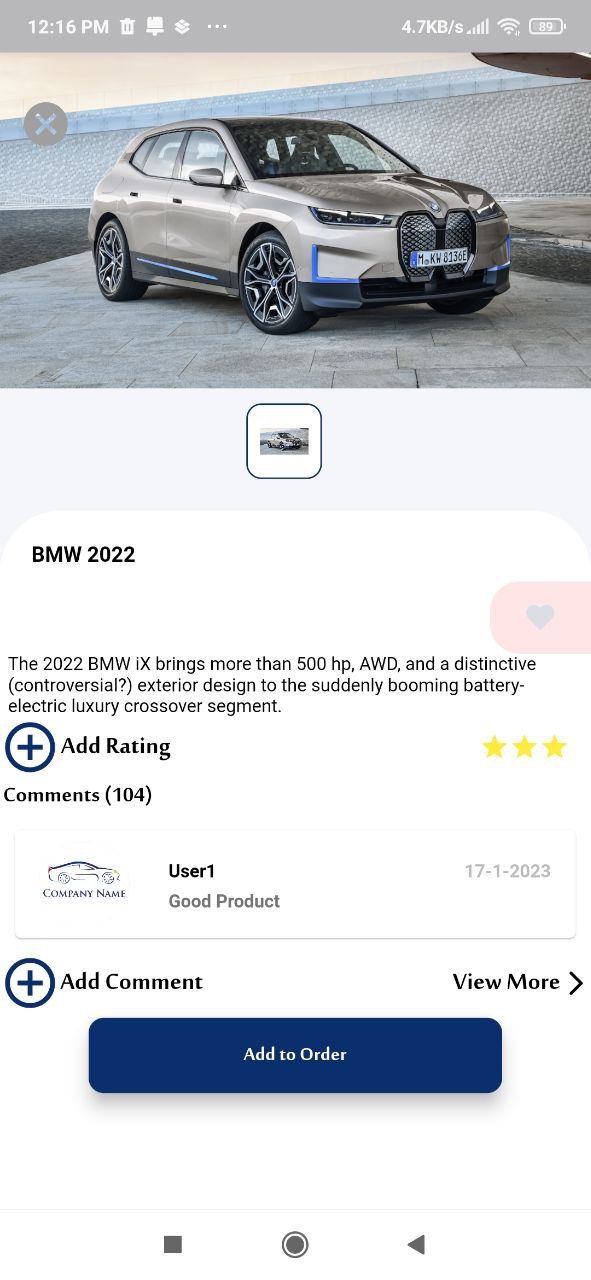 12:16 PM ... 4.7KB/s 89
M KW 8136E
BMW 2022
The 2022 BMW iX brings more than 500 hp, AWD, and a distinctive
(controversial?) exterior design to the suddenly booming battery-
electric luxury crossover segment.
Add Rating
Comments (104)
User1 17-1-2023
COMPANY NAME
Good Product
Add Comment View More
Add to Order